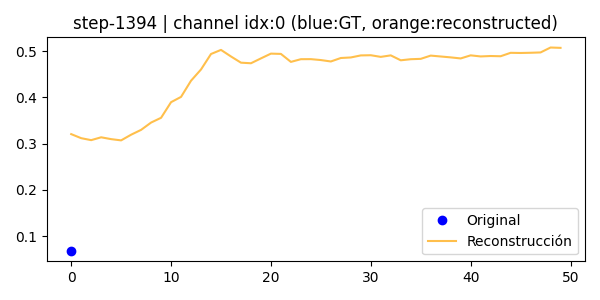 step-1394 | channel idx:0 (blue:GT, orange:reconstructed)
0.5
0.4
0.3
0.2
0.1
Original
Reconstrucción
0 10 20 30 40 50